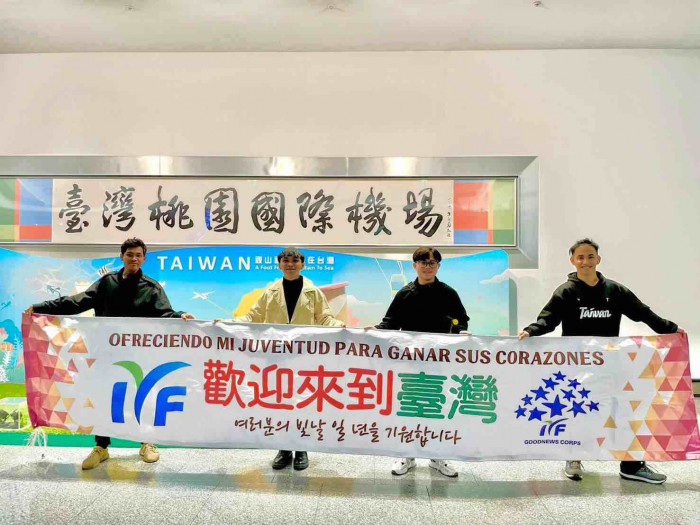 臺灣桃園國際機場
TAIWAN
Taiwan
OFRECIENDO MI JUVENTUD PARA GANAR SUS CORAZONES
IYF
歡迎來到臺灣
여러분의 빛날 일 년을 기원합니다
IYF
GOODNEWS CORPS